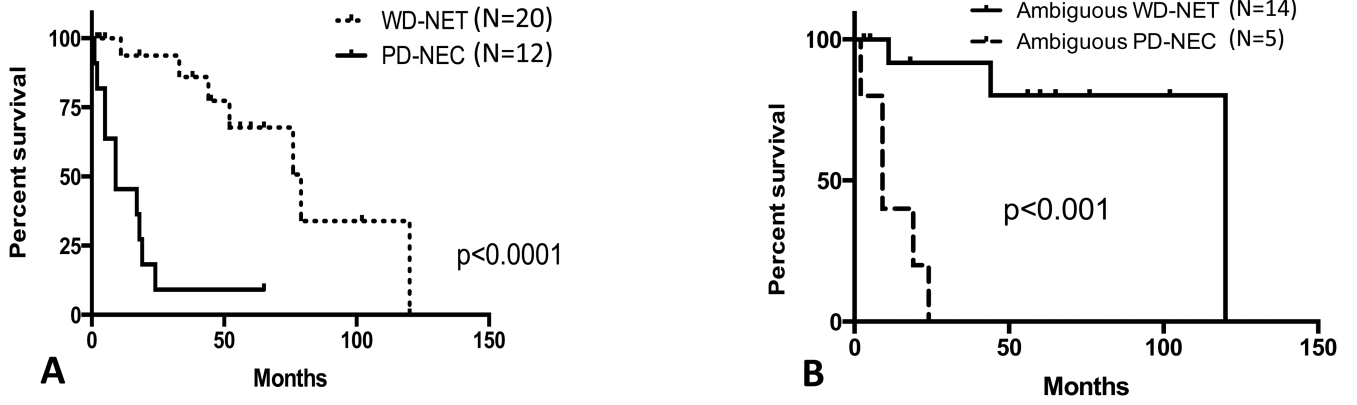 WD-NET (N=20)
PD-NEC (N=12)
Percent survival
100
75
50
25
0
0 50 100 150
Months
p<0.0001
A
Ambiguous WD-NET (N=14)
Ambiguous PD-NEC (N=5)
Percent survival
100
50
0
0 50 100 150
Months
p<0.001
B